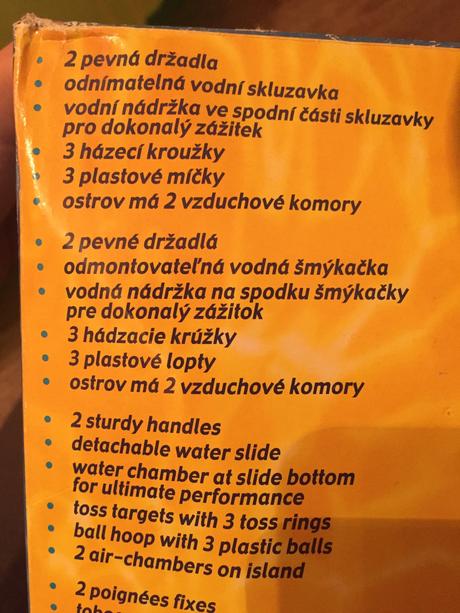 • 2 pevná držadla
• odnímatelná vodní skluzavka
• vodní nádržka ve spodní části skluzavky
pro dokonalý zážitek
• 3 házecí kroužky
• 3 plastové míčky
• ostrov má 2 vzduchové komory
• 2 pevné držadlá
• odmontovateľná vodná šmýkačka
• vodná nádržka na spodku šmýkačky
pre dokonalý zážitok
• 3 hádzacie krúžky
• 3 plastové lopty
• ostrov má 2 vzduchové komory
• 2 sturdy handles
• detachable water slide
• water chamber at slide bottom
for ultimate performance
• toss targets with 3 toss rings
• ball hoop with 3 plastic balls
• 2 air-chambers on island
• 2 poignées fixes